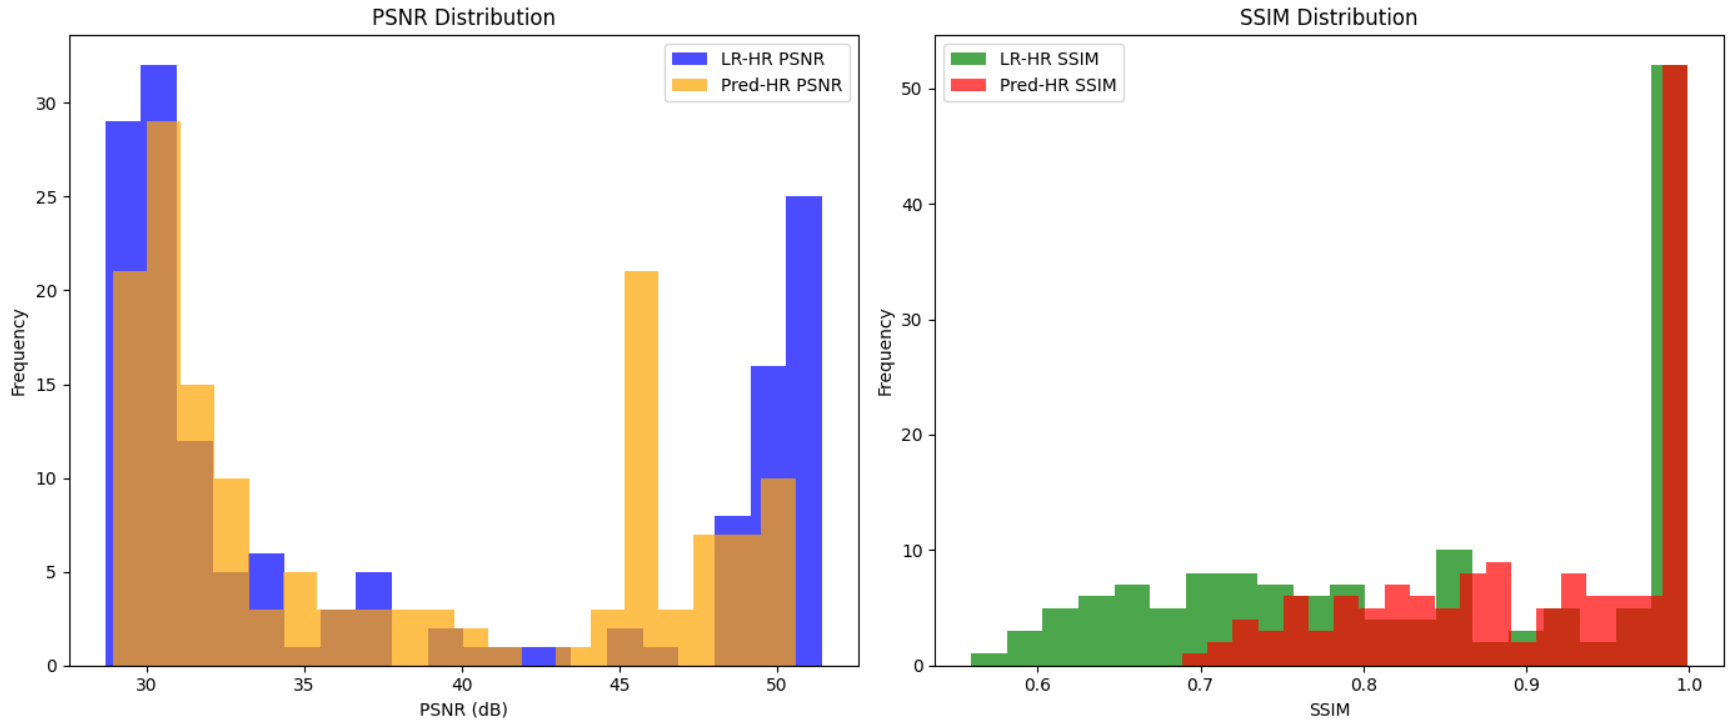 PSNR Distribution
LR-HR PSNR
Pred-HR PSNR
Frequency
30
25
20
15
10
5
0
30 35 40 45 50
PSNR (dB)
SSIM Distribution
LR-HR SSIM
Pred-HR SSIM
Frequency
50
40
30
20
10
0
0.6 0.7 0.8 0.9 1.0
SSIM